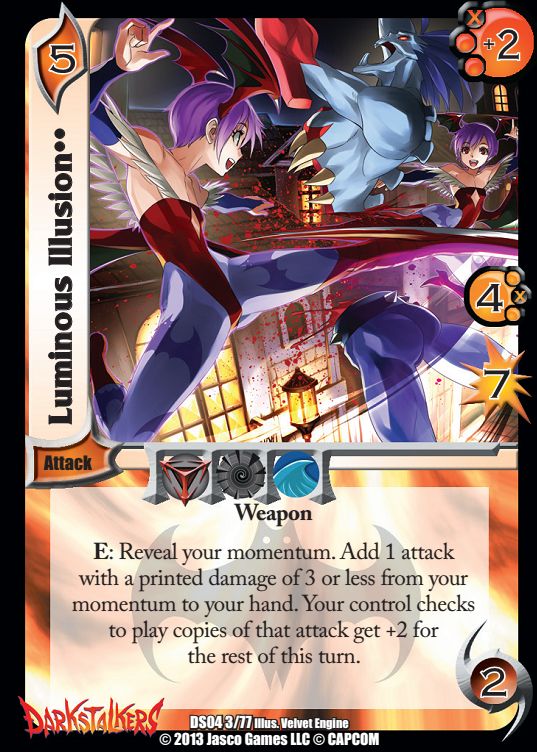 5
X
+2
Luminous Illusion••
4
X
7
Attack
Weapon
E: Reveal your momentum. Add 1 attack
with a printed damage of 3 or less from your
momentum to your hand. Your control checks
to play copies of that attack get +2 for
the rest of this turn.
2
DARKSTALKERS
DS04 3/77 Illus. Velvet Engine
© 2013 Jasco Games LLC © CAPCOM